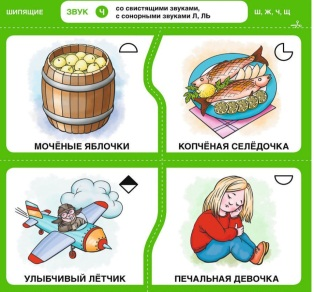 ШИПЯЩИЕ
ЗВУК Ч
со свистящими звуками,
с сонорными звуками Л, ЛЬ
Ш, Ж, Ч, Щ
МОЧЁНЫЕ ЯБЛОЧКИ
КОПЧЁНАЯ СЕЛЁДОЧКА
УЛЫБЧИВЫЙ ЛЁТЧИК
ПЕЧАЛЬНАЯ ДЕВОЧКА